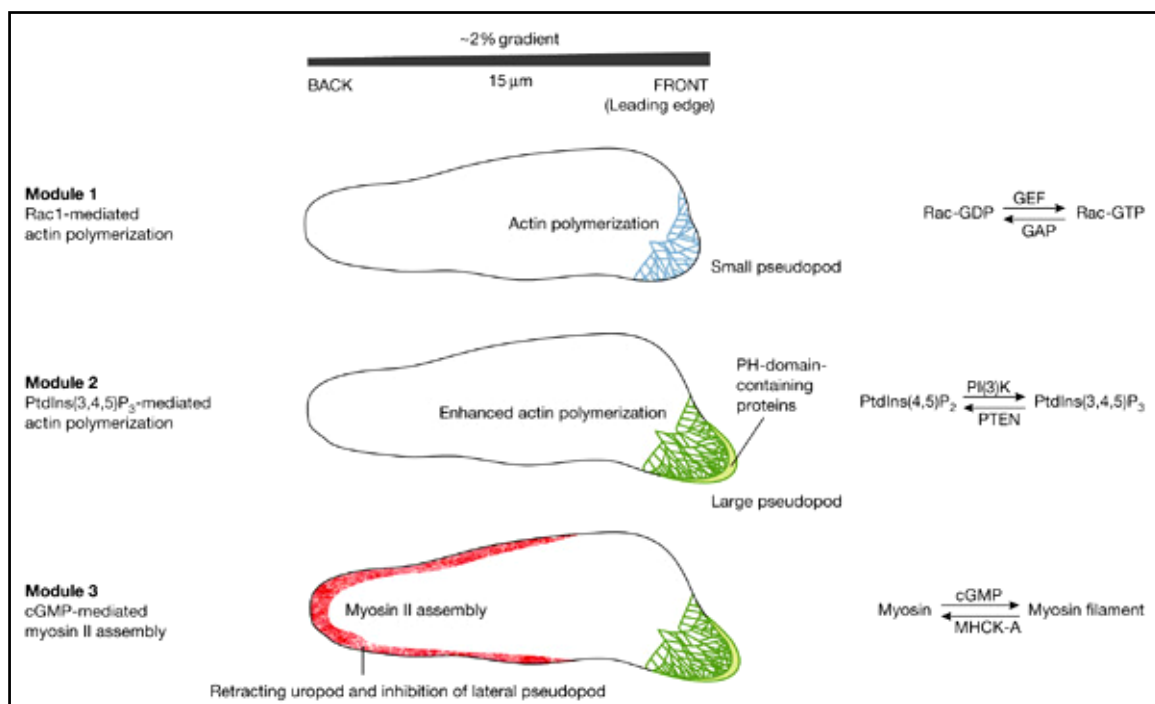 ~2% gradient
BACK
15 μm
FRONT
(Leading edge)
Module 1
Rac1-mediated
actin polymerization
Actin polymerization
Small pseudopod
GEF
Rac-GDP
Rac-GTP
GAP
Module 2
PtdIns(3,4,5)P₃-mediated
actin polymerization
Enhanced actin polymerization
PH-domain-
containing
proteins
Large pseudopod
PI(3)K
PtdIns(4,5)P₂
PtdIns(3,4,5)P₃
PTEN
Module 3
cGMP-mediated
myosin II assembly
Myosin II assembly
Retracting uropod and inhibition of lateral pseudopod
cGMP
Myosin
Myosin filament
MHCK-A